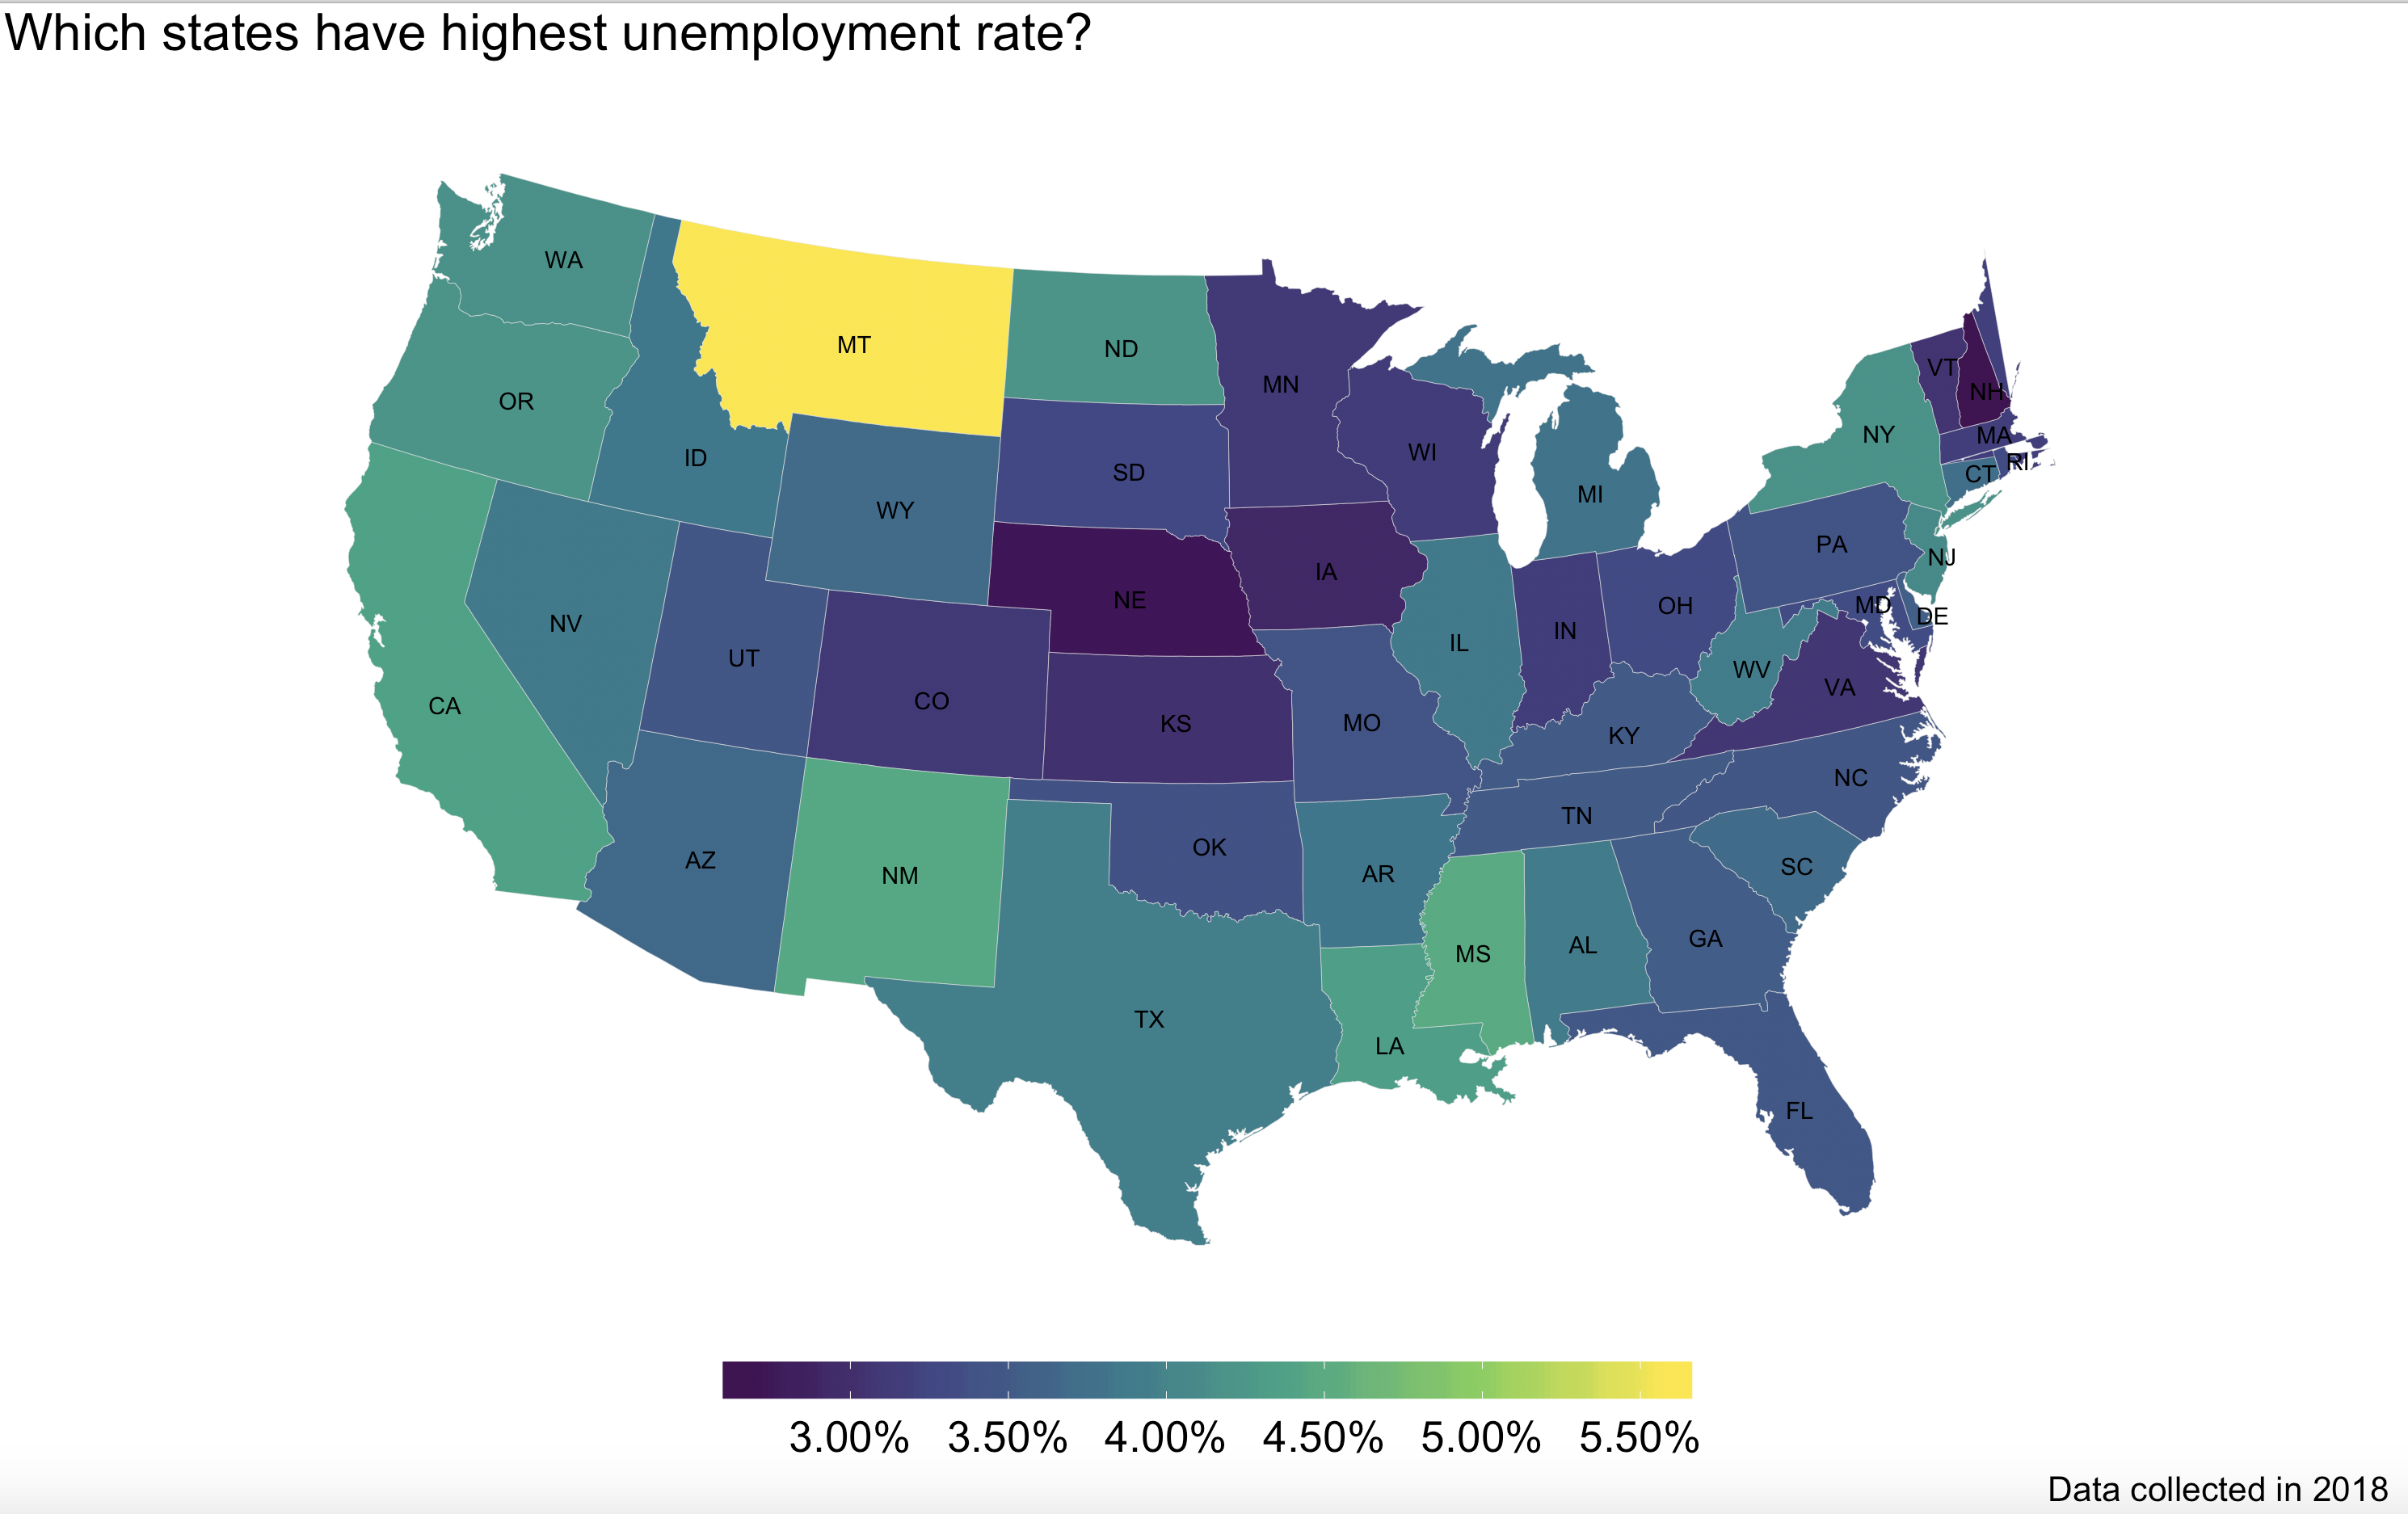 Which states have highest unemployment rate?
WA
MT
ND
VT
MN
NH
OR
NY
MA
WI
ID
RI
SD
CT
MI
WY
PA
NJ
IA
NE
MD
OH
DE
NV
IN
IL
UT
WV
VA
CO
CA
KS
MO
KY
NC
TN
OK
AZ
SC
AR
NM
GA
AL
MS
TX
LA
FL
3.00% 3.50% 4.00% 4.50% 5.00% 5.50%
Data collected in 2018